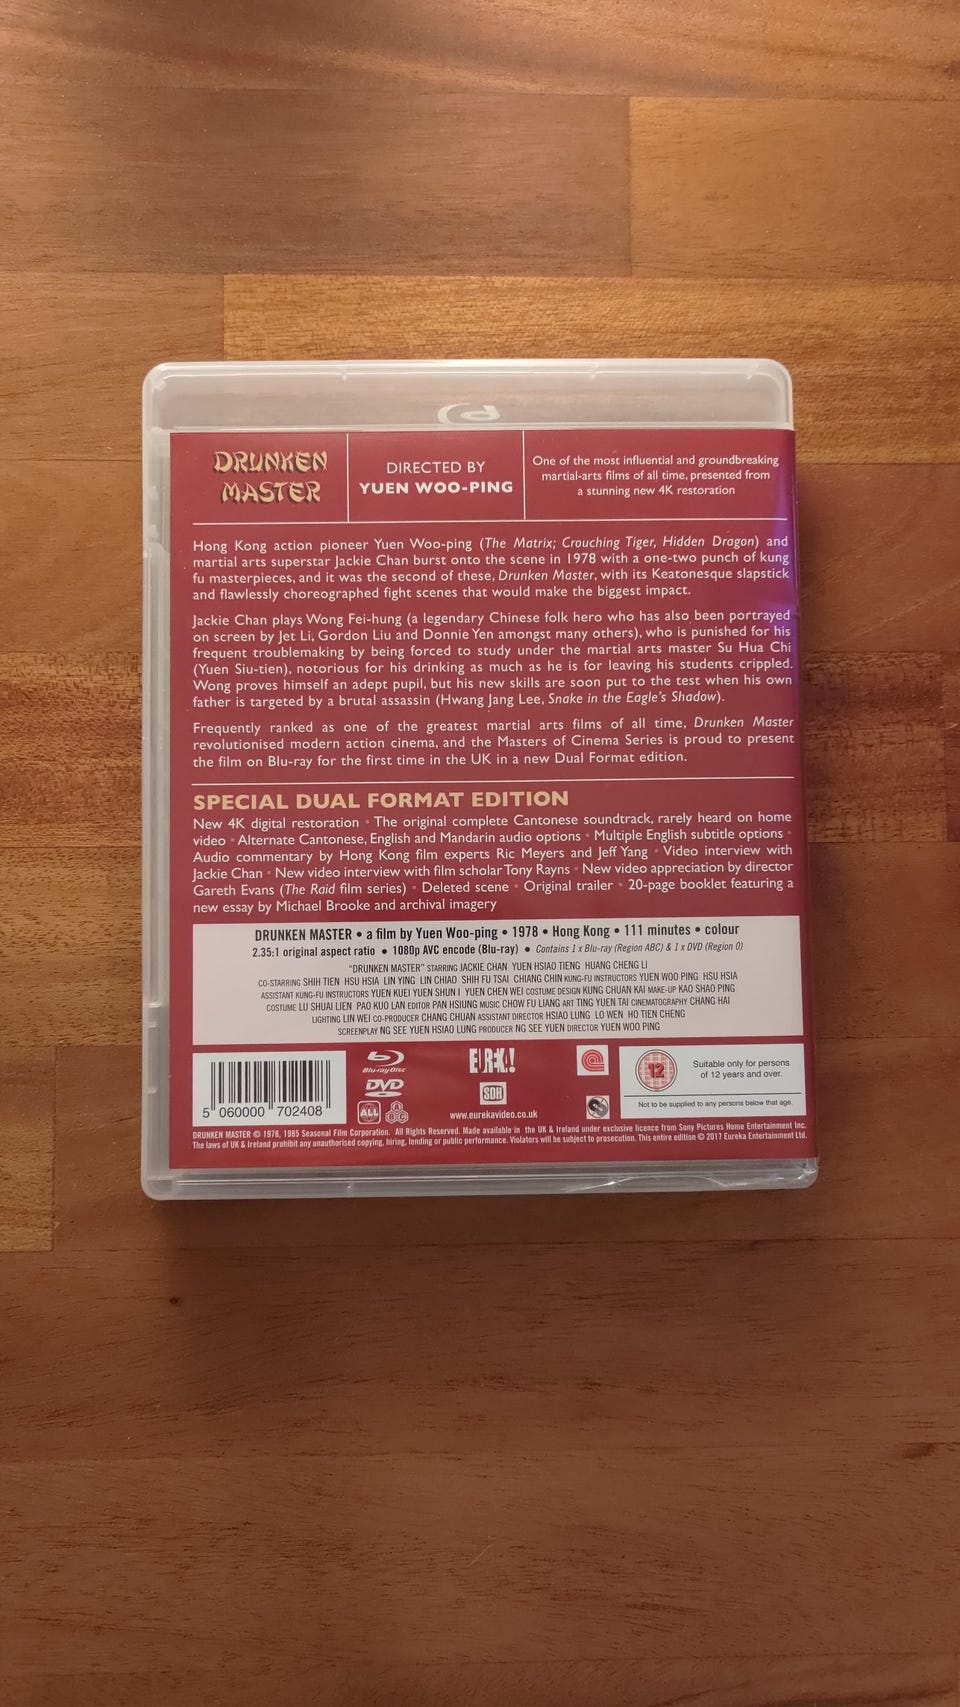 DRUNKEN
MASTER
DIRECTED BY
YUEN WOO-PING
One of the most influential and groundbreaking
martial-arts films of all time, presented from
a stunning new 4K restoration
Hong Kong action pioneer Yuen Woo-ping (The Matrix; Crouching Tiger, Hidden Dragon) and
martial arts superstar Jackie Chan burst onto the scene in 1978 with a one-two punch of kung
fu masterpieces, and it was the second of these, Drunken Master, with its Keatonesque slapstick
and flawlessly choreographed fight scenes that would make the biggest impact.
Jackie Chan plays Wong Fei-hung (a legendary Chinese folk hero who has also been portrayed
on screen by Jet Li, Gordon Liu and Donnie Yen amongst many others), who is punished for his
frequent troublemaking by being forced to study under the martial arts master Su Hua Chi
(Yuen Siu-tien), notorious for his drinking as much as he is for leaving his students crippled.
Wong proves himself an adept pupil, but his new skills are soon put to the test when his own
father is targeted by a brutal assassin (Hwang Jang Lee, Snake in the Eagle's Shadow).
Frequently ranked as one of the greatest martial arts films of all time, Drunken Master
revolutionised modern action cinema, and the Masters of Cinema Series is proud to present
the film on Blu-ray for the first time in the UK in a new Dual Format edition.
SPECIAL DUAL FORMAT EDITION
New 4K digital restoration • The original complete Cantonese soundtrack, rarely heard on home
video • Alternate Cantonese, English and Mandarin audio options • Multiple English subtitle options •
Audio commentary by Hong Kong film experts Ric Meyers and Jeff Yang • Video interview with
Jackie Chan • New video interview with film scholar Tony Rayns • New video appreciation by director
Gareth Evans (The Raid film series) • Deleted scene • Original trailer • 20-page booklet featuring a
new essay by Michael Brooke and archival imagery
DRUNKEN MASTER • a film by Yuen Woo-ping • 1978 • Hong Kong • 111 minutes • colour
2.35:1 original aspect ratio • 1080p AVC encode (Blu-ray) • Contains 1 x Blu-ray (Region ABC) & 1 x DVD (Region 0)
"DRUNKEN MASTER" STARRING JACKIE CHAN YUEN HSIAO TIENG HUANG CHENG LI
CO-STARRING SHIH TIEN HSU HSIA LIN YING LIN CHIAO SHIH FU TSAI CHIANG CHIN KUNG-FU INSTRUCTORS YUEN WOO PING HSU HSIA
ASSISTANT KUNG-FU INSTRUCTORS YUEN KUEI YUEN SHUN I YUEN CHEN WEI COSTUME DESIGN KUNG CHUAN KAI MAKE-UP KAO SHAO PING
COSTUME LU SHUAI LIEN PAO KUO LAN EDITOR PAN HSIUNG MUSIC CHOW FU LIANG ART TING YUEN TAI CINEMATOGRAPHY CHANG HAI
LIGHTING LIN WEI CO-PRODUCER CHANG CHUAN ASSISTANT DIRECTOR HSIAO LUNG LO WEN HO TIEN CHENG
SCREENPLAY NG SEE YUEN HSIAO LUNG PRODUCER NG SEE YUEN DIRECTOR YUEN WOO PING
5 060000 702408
Blu-ray Disc
DVD
VIDEO
ALL
ABC
EUREKA!
SDH
www.eurekavideo.co.uk
12
Suitable only for persons
of 12 years and over.
Not to be supplied to any persons below that age.
DRUNKEN MASTER © 1978, 1985 Seasonal Film Corporation. All Rights Reserved. Made available in the UK & Ireland under exclusive licence from Sony Pictures Home Entertainment Inc.
The laws of UK & Ireland prohibit any unauthorised copying, hiring, lending or public performance. Violators will be subject to prosecution. This entire edition © 2017 Eureka Entertainment Ltd.